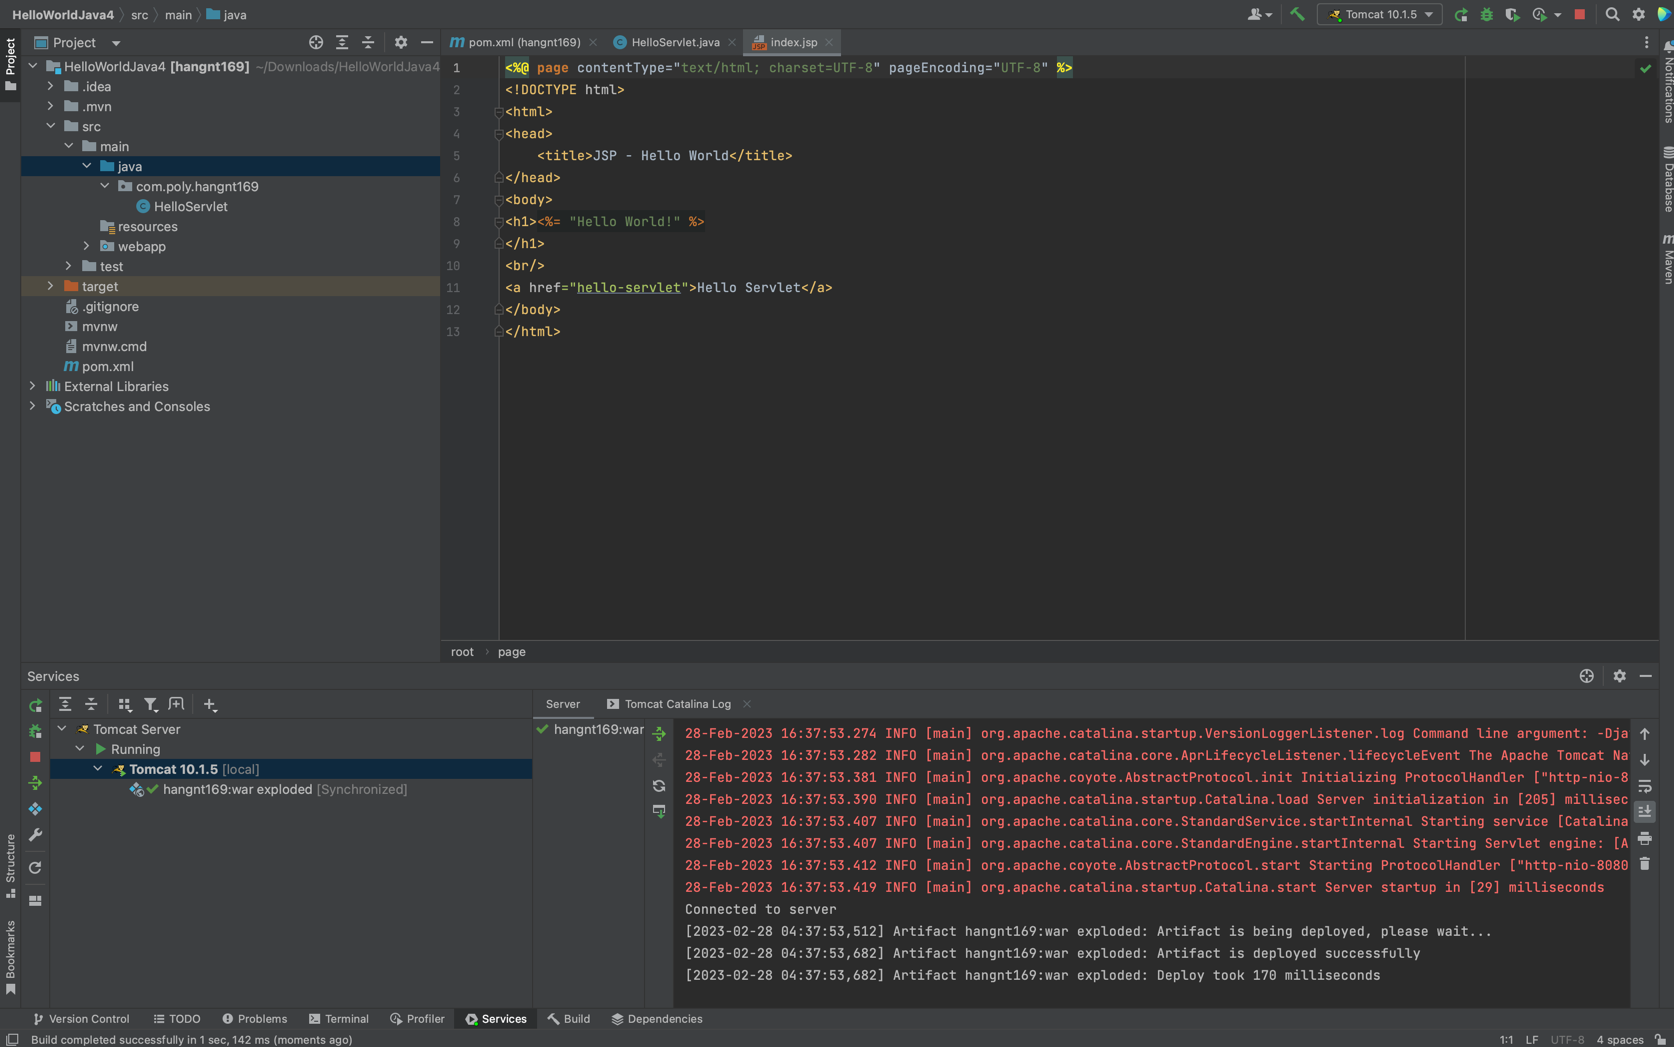 HelloWorldJava4 src main java
Tomcat 10.1.5
Project
pom.xml (hangnt169)
HelloServlet.java
index.jsp
Project
HelloWorldJava4 [hangnt169] ~/Downloads/HelloWorldJava4
.idea
.mvn
src
main
java
com.poly.hangnt169
HelloServlet
resources
webapp
test
target
.gitignore
mvnw
mvnw.cmd
pom.xml
External Libraries
Scratches and Consoles
1 <%@ page contentType="text/html; charset=UTF-8" pageEncoding="UTF-8" %>
2 <!DOCTYPE html>
3 <html>
4 <head>
5 <title>JSP - Hello World</title>
6 </head>
7 <body>
8 <h1><%= "Hello World!" %>
9 </h1>
10 <br/>
11 <a href="hello-servlet">Hello Servlet</a>
12 </body>
13 </html>
root page
Notifications
Database
Maven
Services
Server
Tomcat Catalina Log
Tomcat Server
Running
Tomcat 10.1.5 [local]
hangnt169:war exploded [Synchronized]
hangnt169:war
28-Feb-2023 16:37:53.274 INFO [main] org.apache.catalina.startup.VersionLoggerListener.log Command line argument: -Dja
28-Feb-2023 16:37:53.282 INFO [main] org.apache.catalina.core.AprLifecycleListener.lifecycleEvent The Apache Tomcat Na
28-Feb-2023 16:37:53.381 INFO [main] org.apache.coyote.AbstractProtocol.init Initializing ProtocolHandler ["http-nio-8
28-Feb-2023 16:37:53.390 INFO [main] org.apache.catalina.startup.Catalina.load Server initialization in [205] millisec
28-Feb-2023 16:37:53.407 INFO [main] org.apache.catalina.core.StandardService.startInternal Starting service [Catalina
28-Feb-2023 16:37:53.407 INFO [main] org.apache.catalina.core.StandardEngine.startInternal Starting Servlet engine: [A
28-Feb-2023 16:37:53.412 INFO [main] org.apache.coyote.AbstractProtocol.start Starting ProtocolHandler ["http-nio-8080
28-Feb-2023 16:37:53.419 INFO [main] org.apache.catalina.startup.Catalina.start Server startup in [29] milliseconds
Connected to server
[2023-02-28 04:37:53,512] Artifact hangnt169:war exploded: Artifact is being deployed, please wait...
[2023-02-28 04:37:53,682] Artifact hangnt169:war exploded: Artifact is deployed successfully
[2023-02-28 04:37:53,682] Artifact hangnt169:war exploded: Deploy took 170 milliseconds
Structure
Bookmarks
Version Control
TODO
Problems
Terminal
Profiler
Services
Build
Dependencies
Build completed successfully in 1 sec, 142 ms (moments ago)
1:1 LF UTF-8 4 spaces